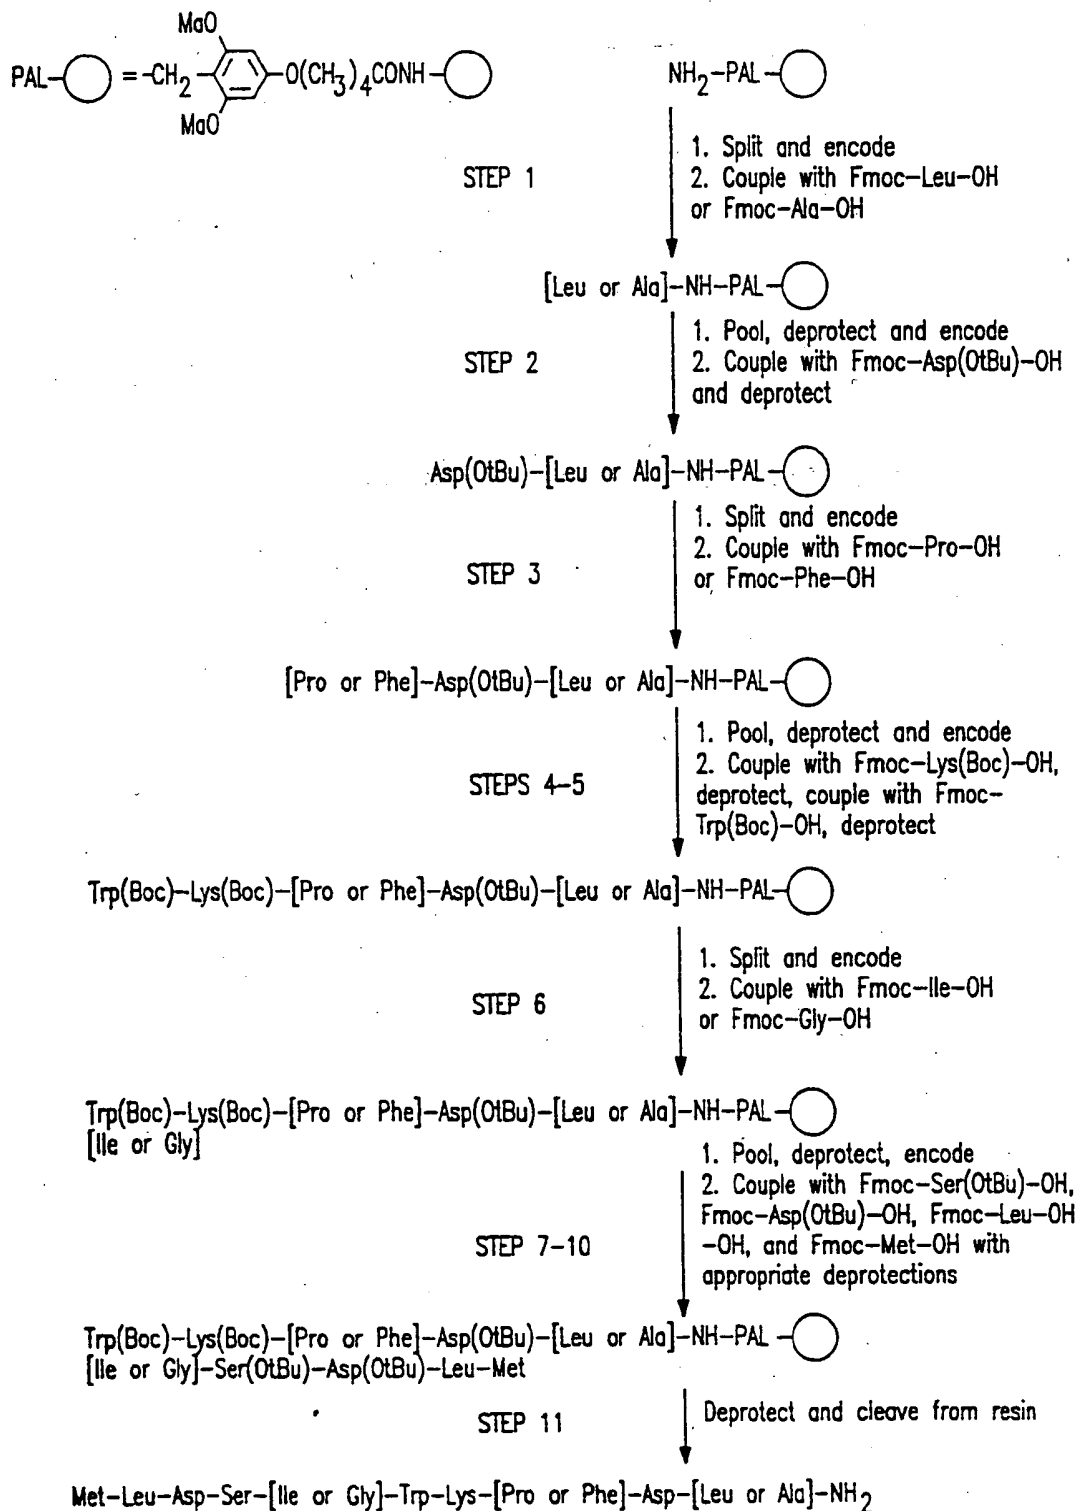 MaO
PAL–◯ = –CH2– –O(CH3)4CONH–◯
MaO
NH2–PAL–◯
STEP 1
1. Split and encode
2. Couple with Fmoc–Leu–OH
or Fmoc–Ala–OH
[Leu or Ala]–NH–PAL–◯
STEP 2
1. Pool, deprotect and encode
2. Couple with Fmoc–Asp(OtBu)–OH
and deprotect
Asp(OtBu)–[Leu or Ala]–NH–PAL–◯
STEP 3
1. Split and encode
2. Couple with Fmoc–Pro–OH
or Fmoc–Phe–OH
[Pro or Phe]–Asp(OtBu)–[Leu or Ala]–NH–PAL–◯
STEPS 4–5
1. Pool, deprotect and encode
2. Couple with Fmoc–Lys(Boc)–OH,
deprotect, couple with Fmoc–
Trp(Boc)–OH, deprotect
Trp(Boc)–Lys(Boc)–[Pro or Phe]–Asp(OtBu)–[Leu or Ala]–NH–PAL–◯
STEP 6
1. Split and encode
2. Couple with Fmoc–Ile–OH
or Fmoc–Gly–OH
Trp(Boc)–Lys(Boc)–[Pro or Phe]–Asp(OtBu)–[Leu or Ala]–NH–PAL–◯
[Ile or Gly]
STEP 7–10
1. Pool, deprotect, encode
2. Couple with Fmoc–Ser(OtBu)–OH,
Fmoc–Asp(OtBu)–OH, Fmoc–Leu–OH
–OH, and Fmoc–Met–OH with
appropriate deprotections
Trp(Boc)–Lys(Boc)–[Pro or Phe]–Asp(OtBu)–[Leu or Ala]–NH–PAL–◯
[Ile or Gly]–Ser(OtBu)–Asp(OtBu)–Leu–Met
STEP 11
Deprotect and cleave from resin
Met–Leu–Asp–Ser–[Ile or Gly]–Trp–Lys–[Pro or Phe]–Asp–[Leu or Ala]–NH2